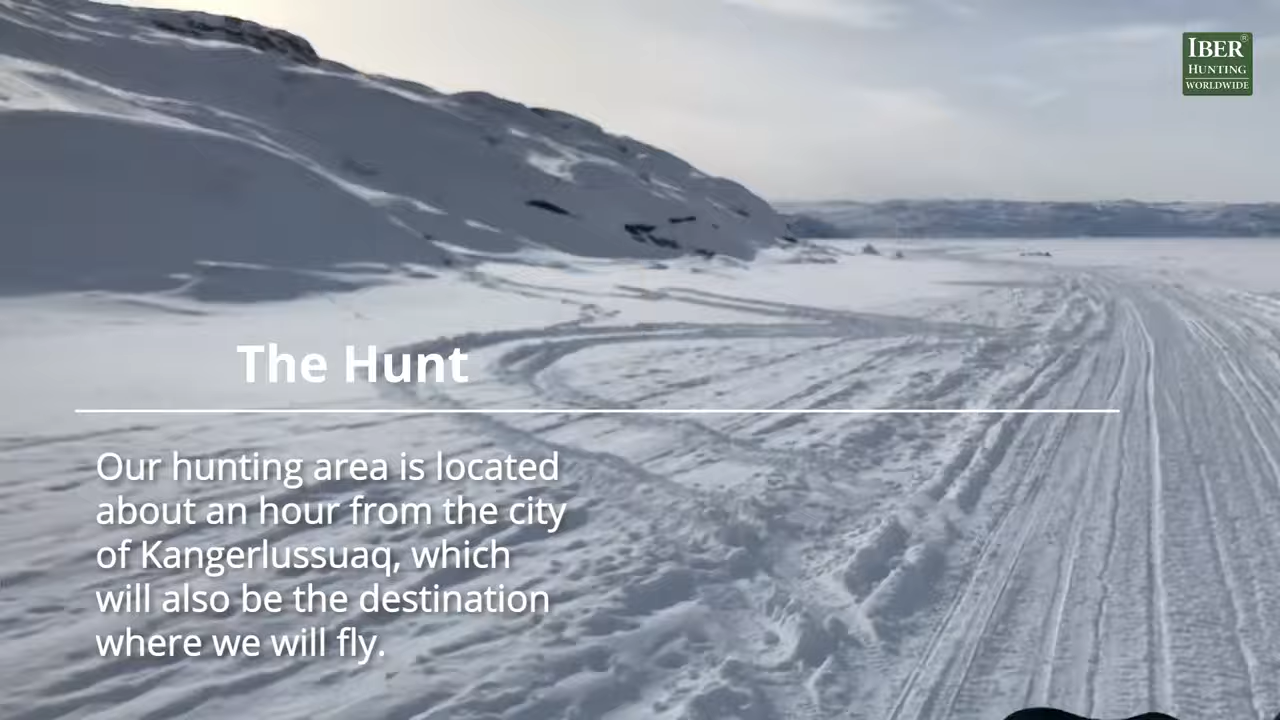 IBER®
HUNTING
WORLDWIDE
The Hunt
Our hunting area is located
about an hour from the city
of Kangerlussuaq, which
will also be the destination
where we will fly.